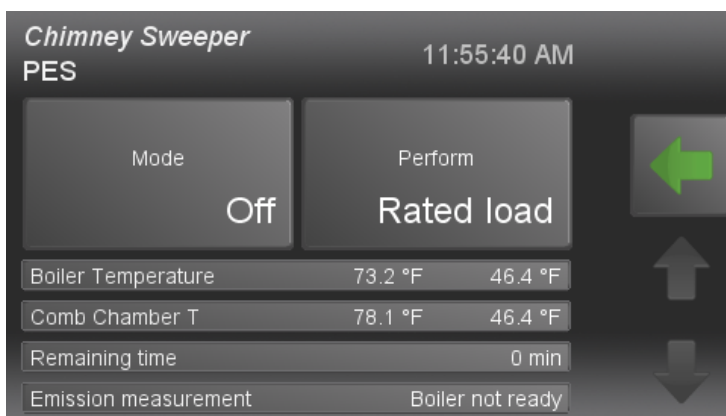 Chimney Sweeper
PES
11:55:40 AM
Mode
Off
Perform
Rated load
Boiler Temperature 73.2 °F 46.4 °F
Comb Chamber T 78.1 °F 46.4 °F
Remaining time 0 min
Emission measurement Boiler not ready